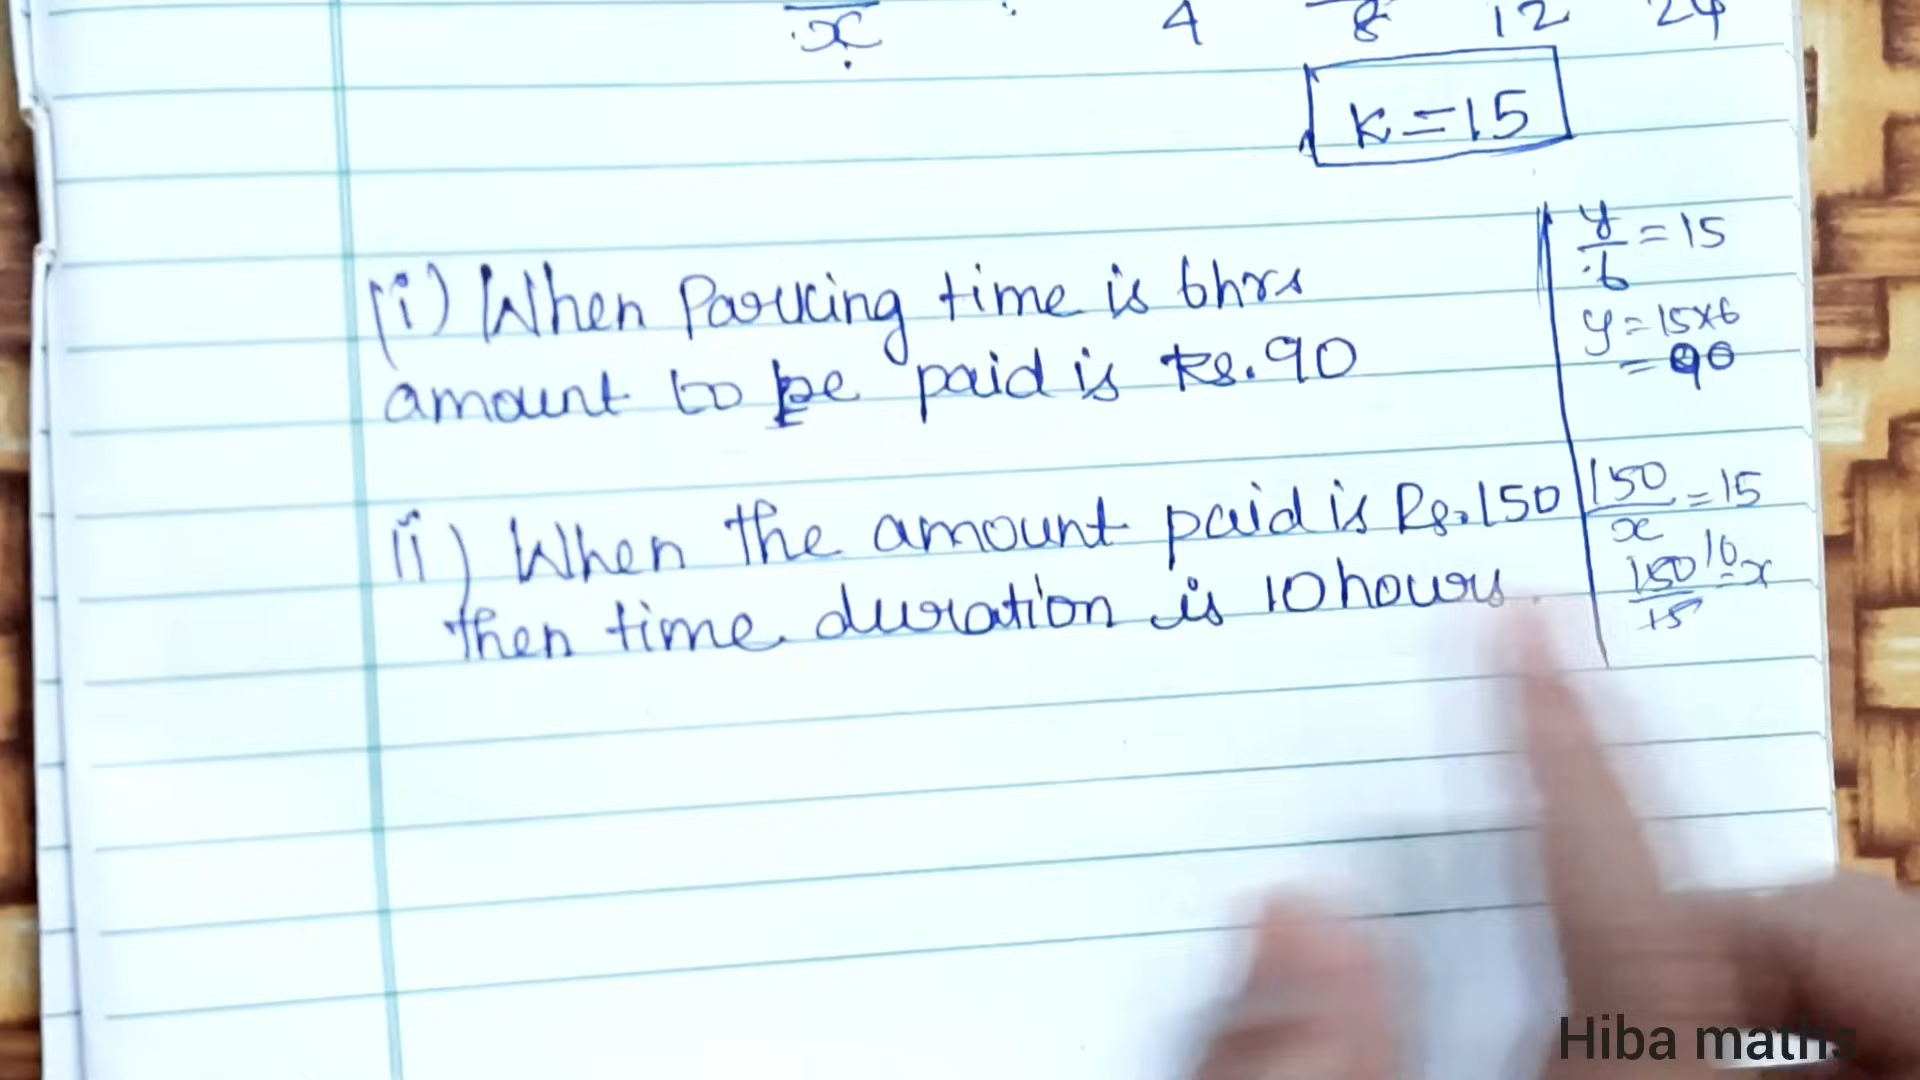 x 4 8 12 24
K = 15
(i) When Parking time is 6hrs
amount to be paid is Rs. 90
y/6 = 15
y = 15×6
= 90
ii) When the amount paid is Rs. 150
then time duration is 10 hours.
150/x = 15
150/15 10 = x
Hiba maths